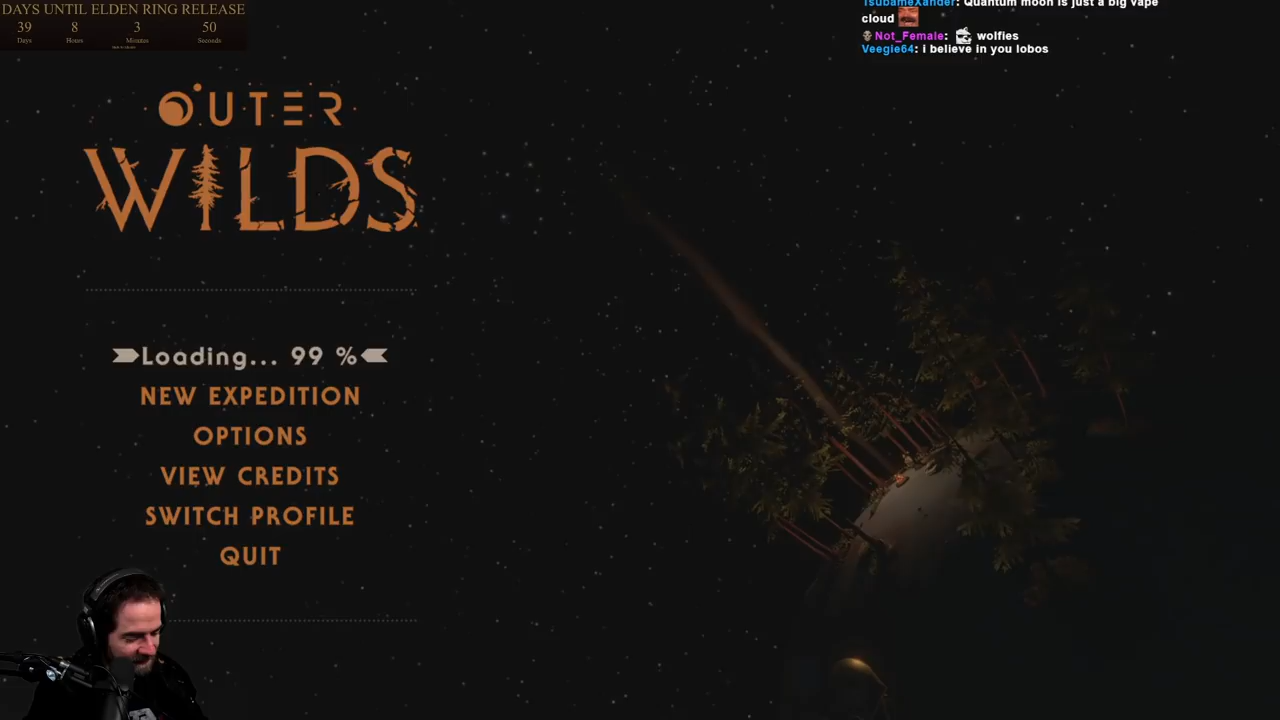 DAYS UNTIL ELDEN RING RELEASE
39 8 3 50
Days Hours Minutes Seconds
TsubameXander: Quantum moon is just a big vape
cloud
Not_Female: wolfies
Veegie64: i believe in you lobos
OUTER
WILDS
Loading... 99 %
NEW EXPEDITION
OPTIONS
VIEW CREDITS
SWITCH PROFILE
QUIT